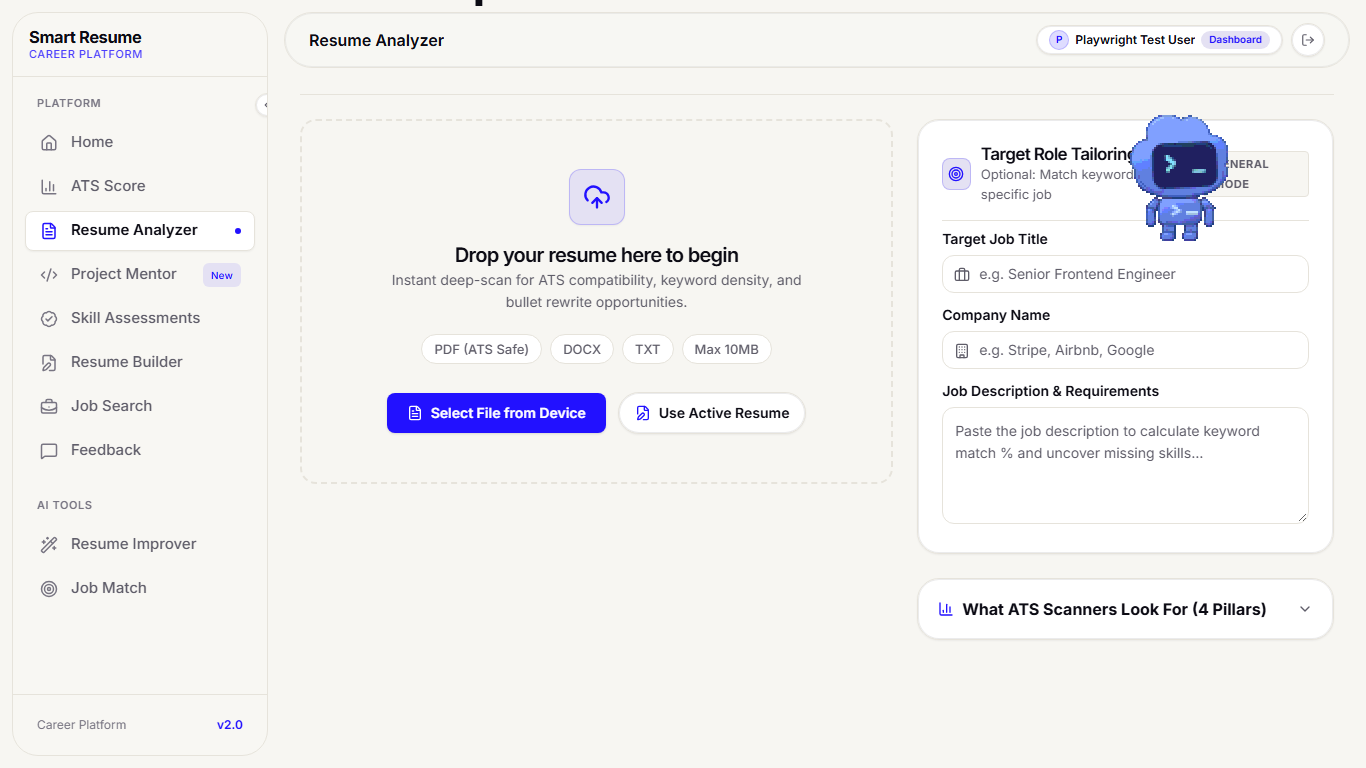 Smart Resume
CAREER PLATFORM
PLATFORM
Home
ATS Score
Resume Analyzer
Project Mentor New
Skill Assessments
Resume Builder
Job Search
Feedback
AI TOOLS
Resume Improver
Job Match
Career Platform v2.0
Resume Analyzer
P Playwright Test User Dashboard
Drop your resume here to begin
Instant deep-scan for ATS compatibility, keyword density, and
bullet rewrite opportunities.
PDF (ATS Safe) DOCX TXT Max 10MB
Select File from Device Use Active Resume
Target Role Tailoring
Optional: Match keyword
specific job
>_
>_
Target Job Title
e.g. Senior Frontend Engineer
Company Name
e.g. Stripe, Airbnb, Google
Job Description & Requirements
Paste the job description to calculate keyword
match % and uncover missing skills...
What ATS Scanners Look For (4 Pillars)